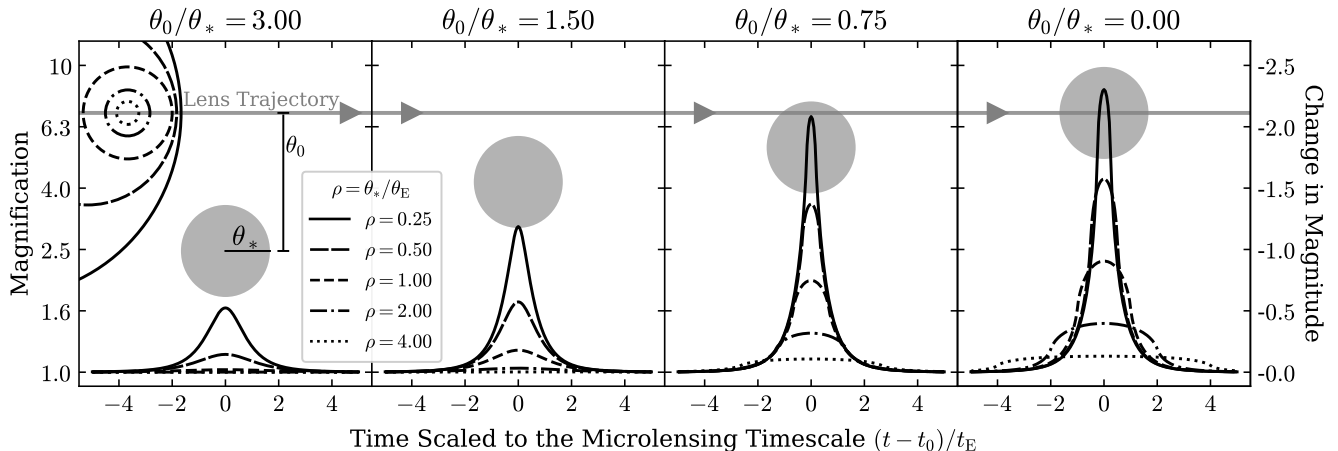 θ₀/θ* = 3.00
θ₀/θ* = 1.50
θ₀/θ* = 0.75
θ₀/θ* = 0.00
Magnification
10
6.3
4.0
2.5
1.6
1.0
Lens Trajectory
θ₀
θ*
ρ = θ*/θ_E
ρ = 0.25
ρ = 0.50
ρ = 1.00
ρ = 2.00
ρ = 4.00
-2.5
-2.0
-1.5
-1.0
-0.5
-0.0
Change in Magnitude
−4 −2 0 2 4
−4 −2 0 2 4
−4 −2 0 2 4
−4 −2 0 2 4
Time Scaled to the Microlensing Timescale (t − t₀)/t_E